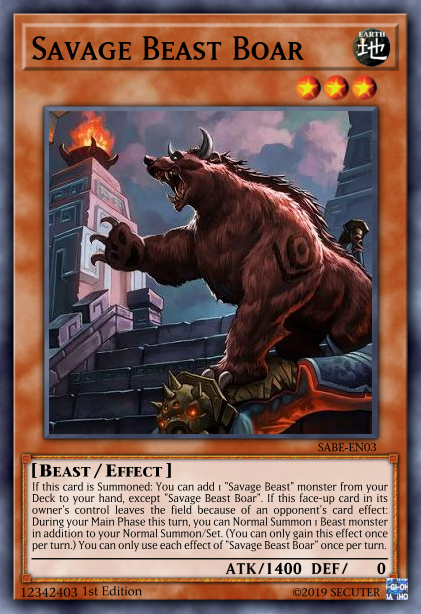 Savage Beast Boar
EARTH
地
SABE-EN03
[Beast / Effect]
If this card is Summoned: You can add 1 "Savage Beast" monster from your
Deck to your hand, except "Savage Beast Boar". If this face-up card in its
owner's control leaves the field because of an opponent's card effect:
During your Main Phase this turn, you can Normal Summon 1 Beast monster
in addition to your Normal Summon/Set. (You can only gain this effect once
per turn.) You can only use each effect of "Savage Beast Boar" once per turn.
ATK/1400 DEF/ 0
12342403 1st Edition ©2019 SECUTER